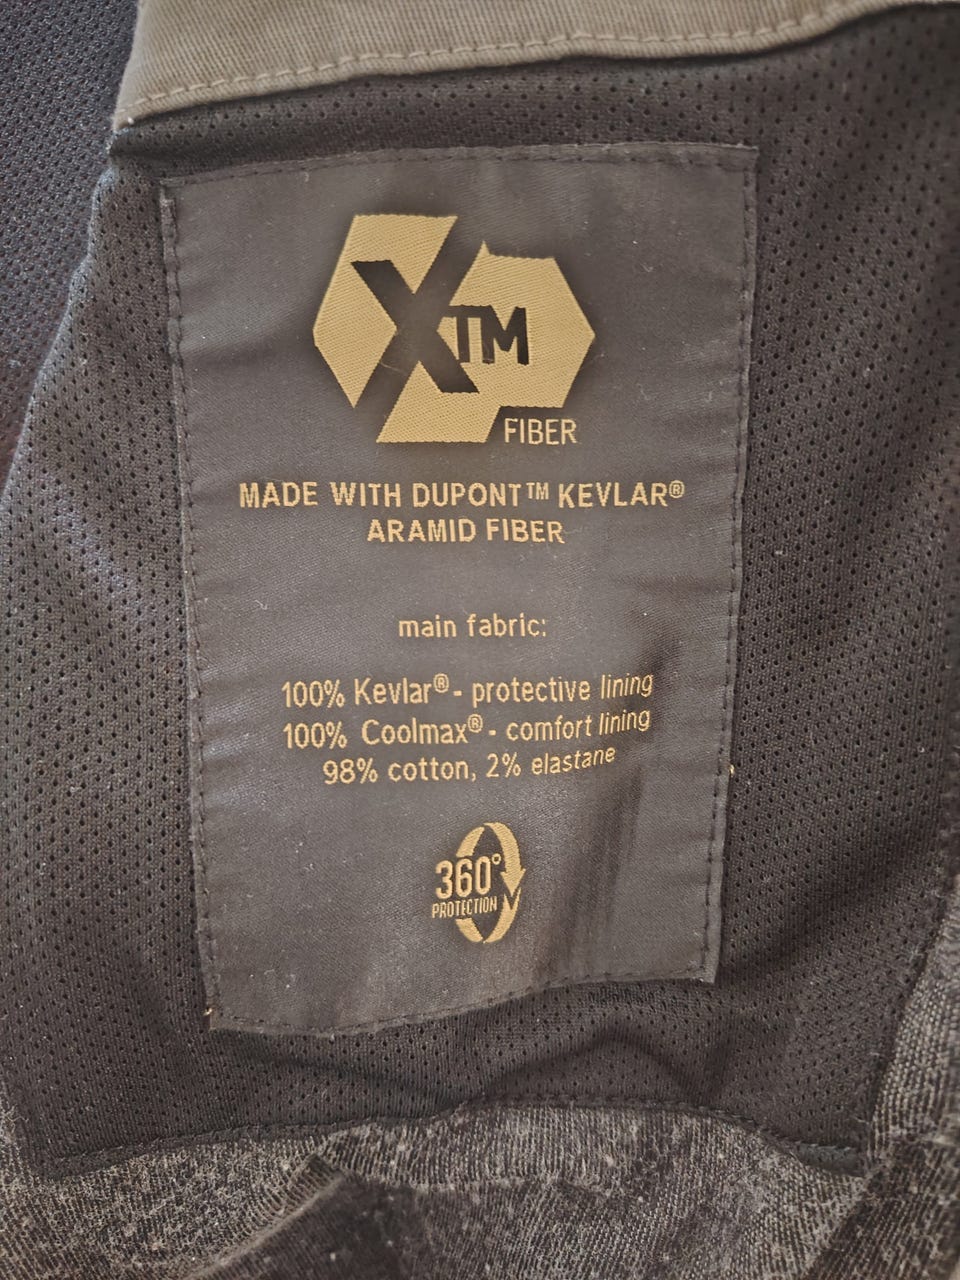 XTM
FIBER
MADE WITH DUPONT™ KEVLAR®
ARAMID FIBER
main fabric:
100% Kevlar® - protective lining
100% Coolmax® - comfort lining
98% cotton, 2% elastane
360°
PROTECTION